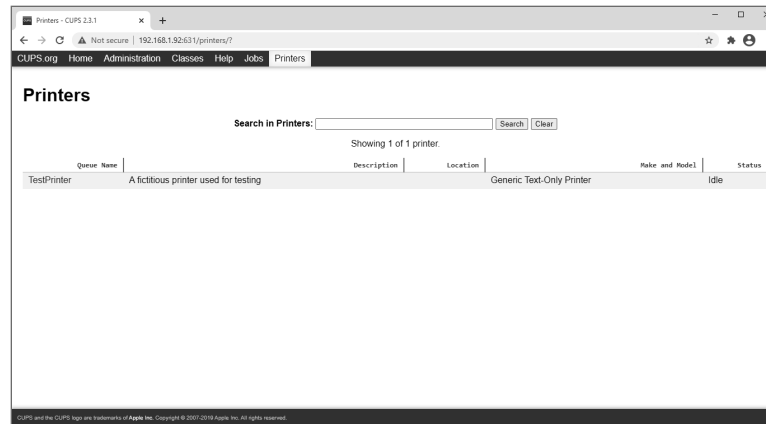 Printers - CUPS 2.3.1
Not secure | 192.168.1.92:631/printers/?
CUPS.org Home Administration Classes Help Jobs Printers
Printers
Search in Printers: Search Clear
Showing 1 of 1 printer.
Queue Name Description Location Make and Model Status
TestPrinter A fictitious printer used for testing Generic Text-Only Printer Idle
CUPS and the CUPS logo are trademarks of Apple Inc. Copyright © 2007-2019 Apple Inc. All rights reserved.